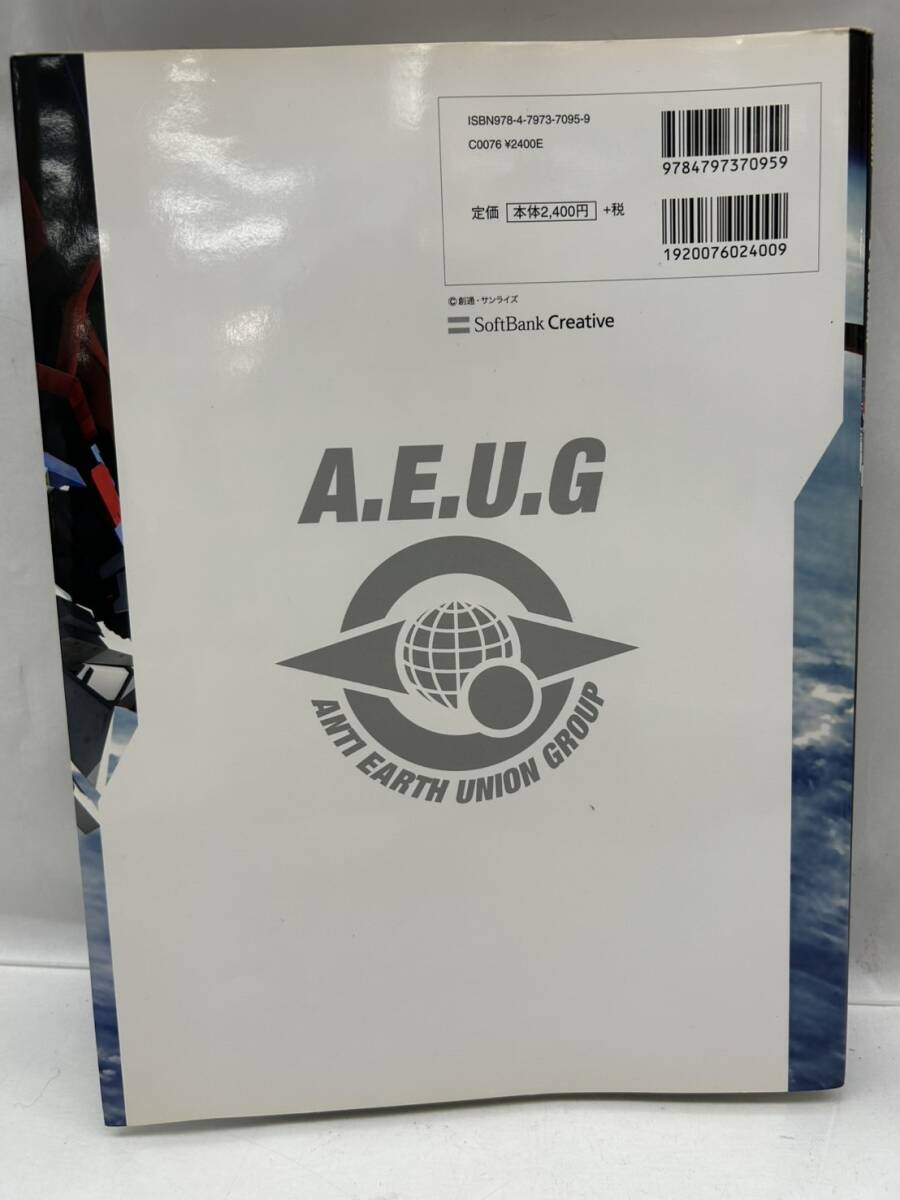 ISBN978-4-7973-7095-9
C0076 ¥2400E
9784797370959
定価 本体2,400円 +税
1920076024009
©創通・サンライズ
SoftBank Creative
A.E.U.G
ANTI EARTH UNION GROUP